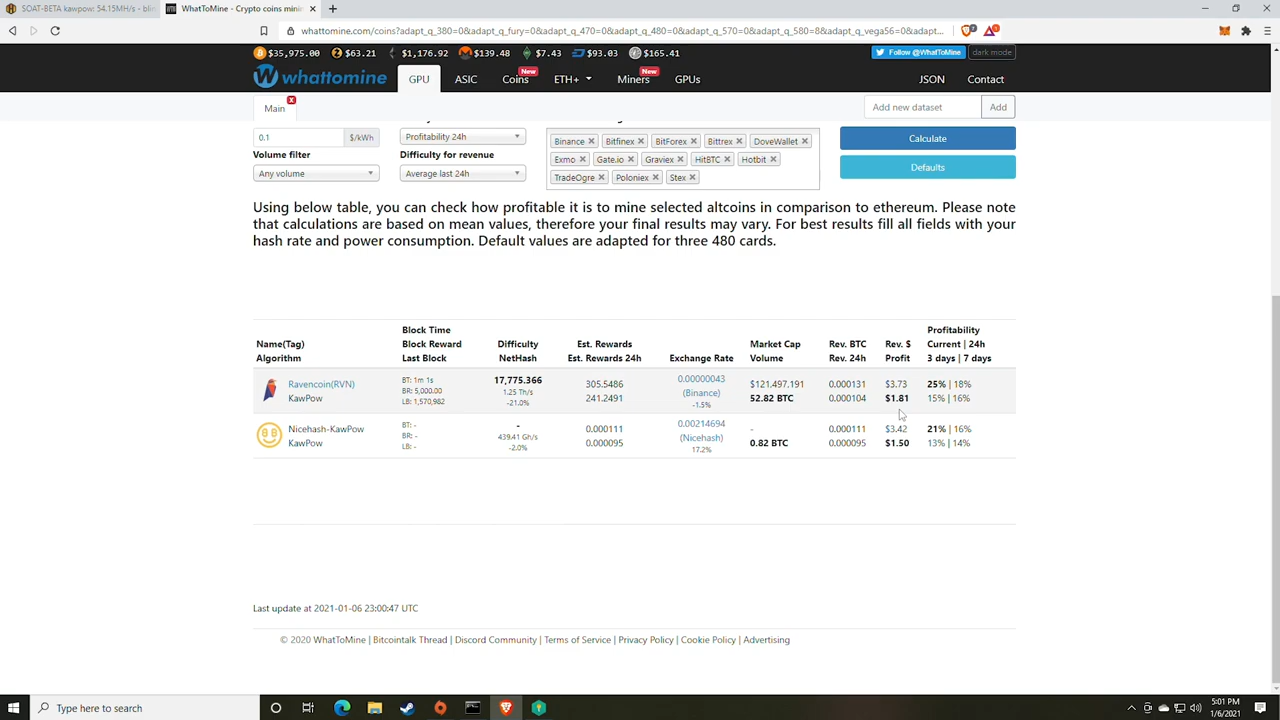 SOAT-BETA kawpow: 54.15MH/s - bli
WhatToMine - Crypto coins mini
whattomine.com/coins?adapt_q_380=0&adapt_q_fury=0&adapt_q_470=0&adapt_q_480=0&adapt_q_570=0&adapt_q_580=8&adapt_q_vega56=0&adapt...
$35,975.00 $63.21 $1,176.92 $139.48 $7.43 $93.03 $165.41
Follow @WhatToMine dark mode
whattomine GPU ASIC Coins New ETH+ Miners New GPUs JSON Contact
Main x Add new dataset Add
0.1 $/kWh Profitability 24h
Binance Bitfinex BitForex Bittrex DoveWallet
Calculate
Volume filter Difficulty for revenue
Exmo Gate.io Graviex HitBTC Hotbit
Defaults
Any volume Average last 24h
TradeOgre Poloniex Stex
Using below table, you can check how profitable it is to mine selected altcoins in comparison to ethereum. Please note
that calculations are based on mean values, therefore your final results may vary. For best results fill all fields with your
hash rate and power consumption. Default values are adapted for three 480 cards.
Name(Tag)
Algorithm
Block Time
Block Reward
Last Block
Difficulty
NetHash
Est. Rewards
Est. Rewards 24h
Exchange Rate
Market Cap
Volume
Rev. BTC
Rev. 24h
Rev. $
Profit
Profitability
Current | 24h
3 days | 7 days
Ravencoin(RVN)
KawPow
BT: 1m 1s
BR: 5,000.00
LB: 1,570,982
17,775.366
1.25 Th/s
-21.0%
305.5486
241.2491
0.00000043
(Binance)
-1.5%
$121,497,191
52.82 BTC
0.000131
0.000104
$3.73
$1.81
25% | 18%
15% | 16%
Nicehash-KawPow
KawPow
BT: -
BR: -
LB: -
-
439.41 Gh/s
-2.0%
0.000111
0.000095
0.00214694
(Nicehash)
17.2%
-
0.82 BTC
0.000111
0.000095
$3.42
$1.50
21% | 16%
13% | 14%
Last update at 2021-01-06 23:00:47 UTC
© 2020 WhatToMine | Bitcointalk Thread | Discord Community | Terms of Service | Privacy Policy | Cookie Policy | Advertising
Type here to search
5:01 PM
1/6/2021